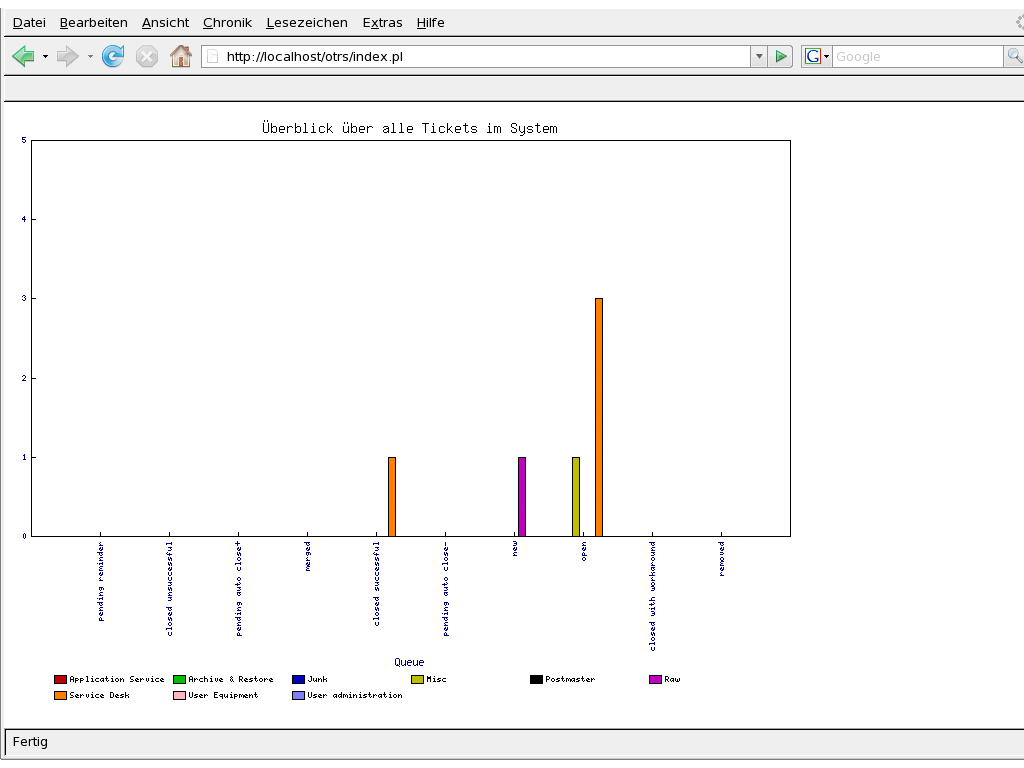 Datei Bearbeiten Ansicht Chronik Lesezeichen Extras Hilfe
http://localhost/otrs/index.pl G Google
Überblick über alle Tickets im System
5
4
3
2
1
0
pending reminder
closed unsuccessful
pending auto close+
merged
closed successful
pending auto close-
new
open
closed with workaround
removed
Queue
Application Service Archive & Restore Junk Misc Postmaster Raw
Service Desk User Equipment User administration
Fertig